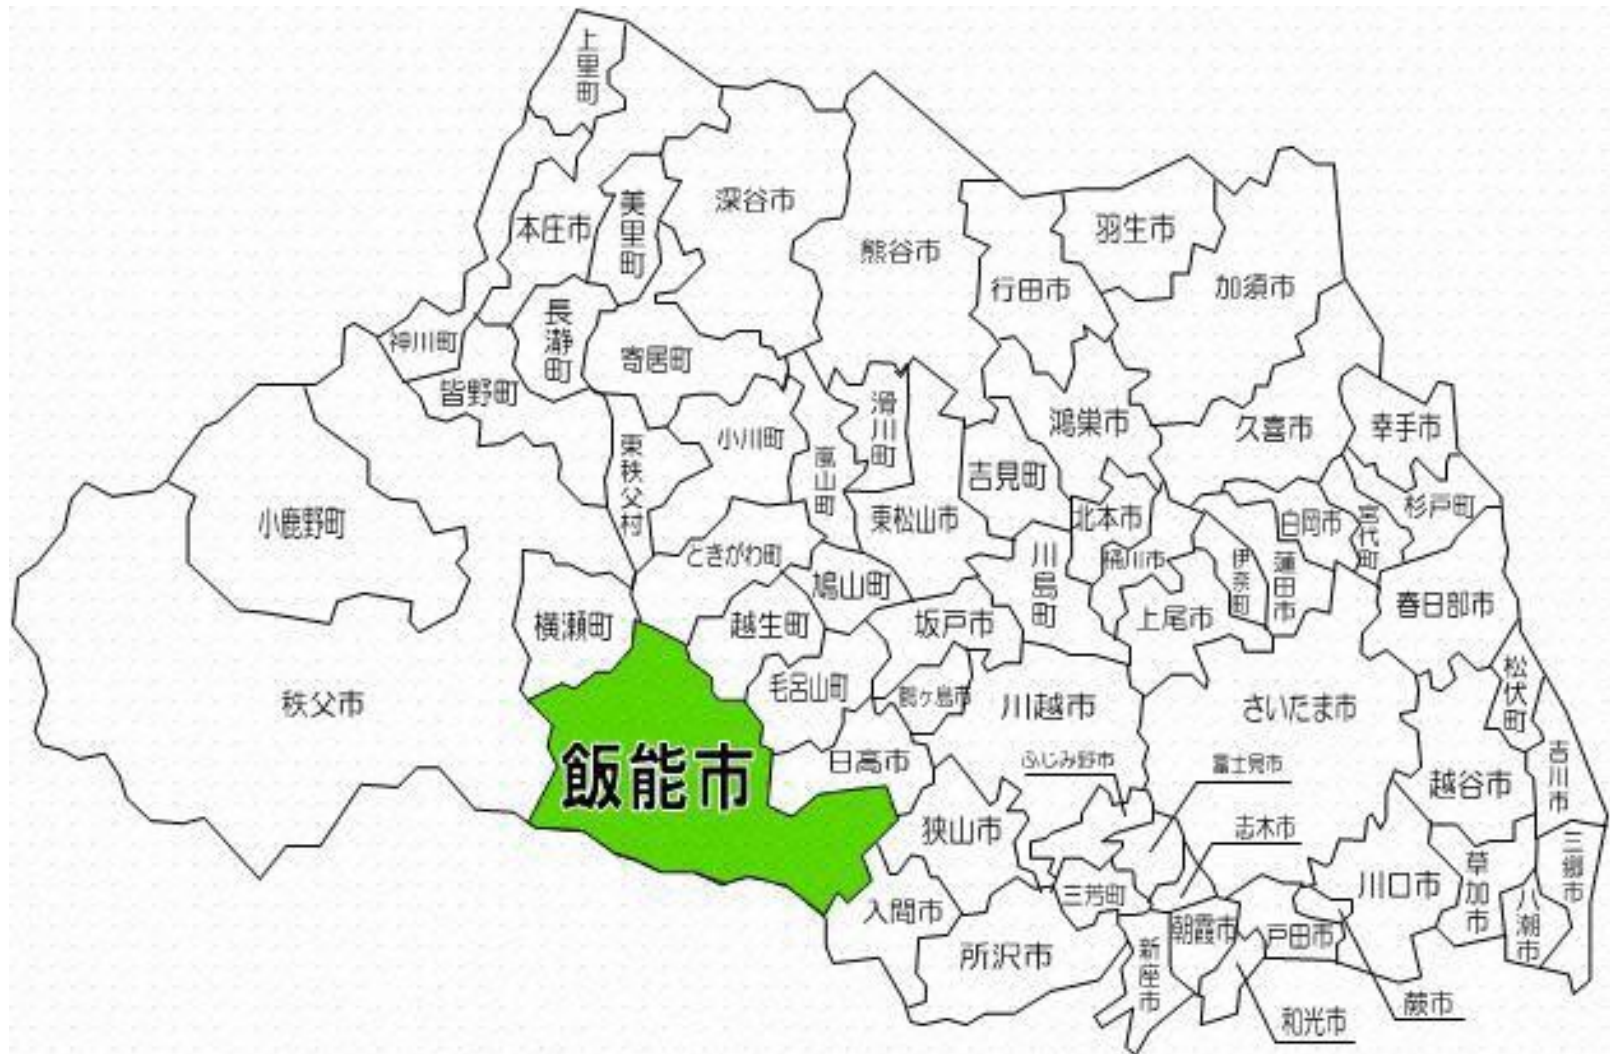 上里町
本庄市
美里町
深谷市
熊谷市
行田市
羽生市
加須市
神川町
皆野町
長瀞町
寄居町
小川町
東秩父村
嵐山町
滑川町
東松山市
吉見町
鴻巣市
久喜市
幸手市
小鹿野町
ときがわ町
鳩山町
川島町
北本市
桶川市
伊奈町
蓮田市
白岡市
宮代町
杉戸町
春日部市
横瀬町
越生町
坂戸市
上尾市
秩父市
毛呂山町
鶴ヶ島市
川越市
さいたま市
松伏町
飯能市
日高市
ふじみ野市
富士見市
越谷市
吉川市
狭山市
志木市
三芳町
川口市
草加市
八潮市
三郷市
入間市
所沢市
新座市
朝霞市
戸田市
和光市
蕨市